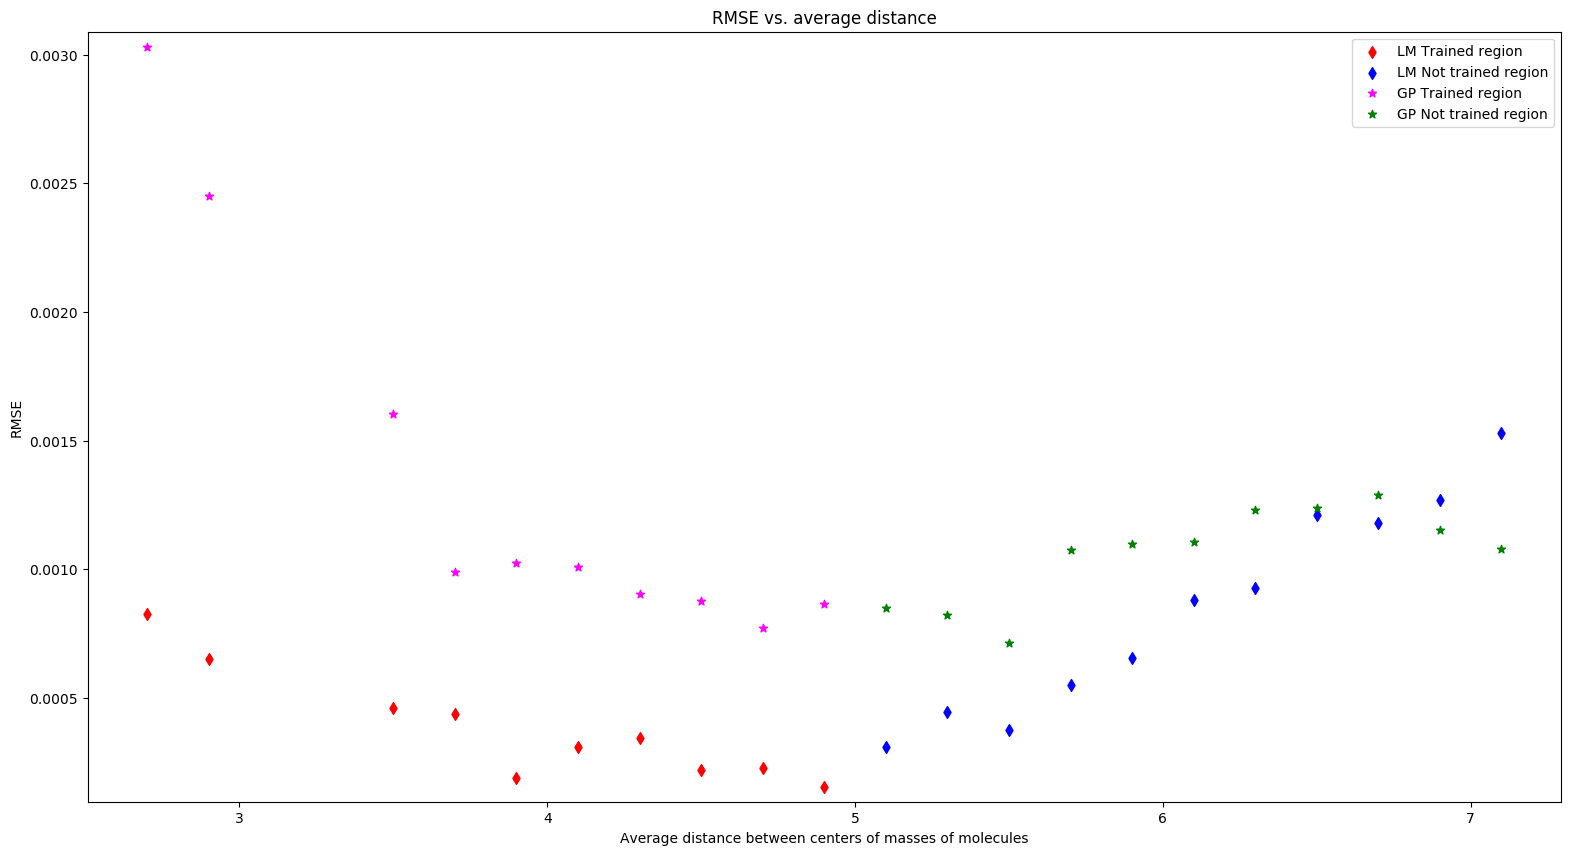 RMSE vs. average distance
LM Trained region
LM Not trained region
GP Trained region
GP Not trained region
0.0030
0.0025
0.0020
0.0015
0.0010
0.0005
RMSE
3
4
5
6
7
Average distance between centers of masses of molecules